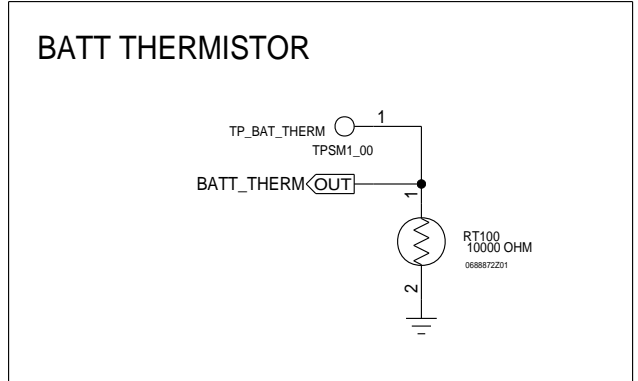 BATT THERMISTOR
1
TP_BAT_THERM
TPSM1_00
BATT_THERM OUT
1
RT100
10000 OHM
0688872Z01
2